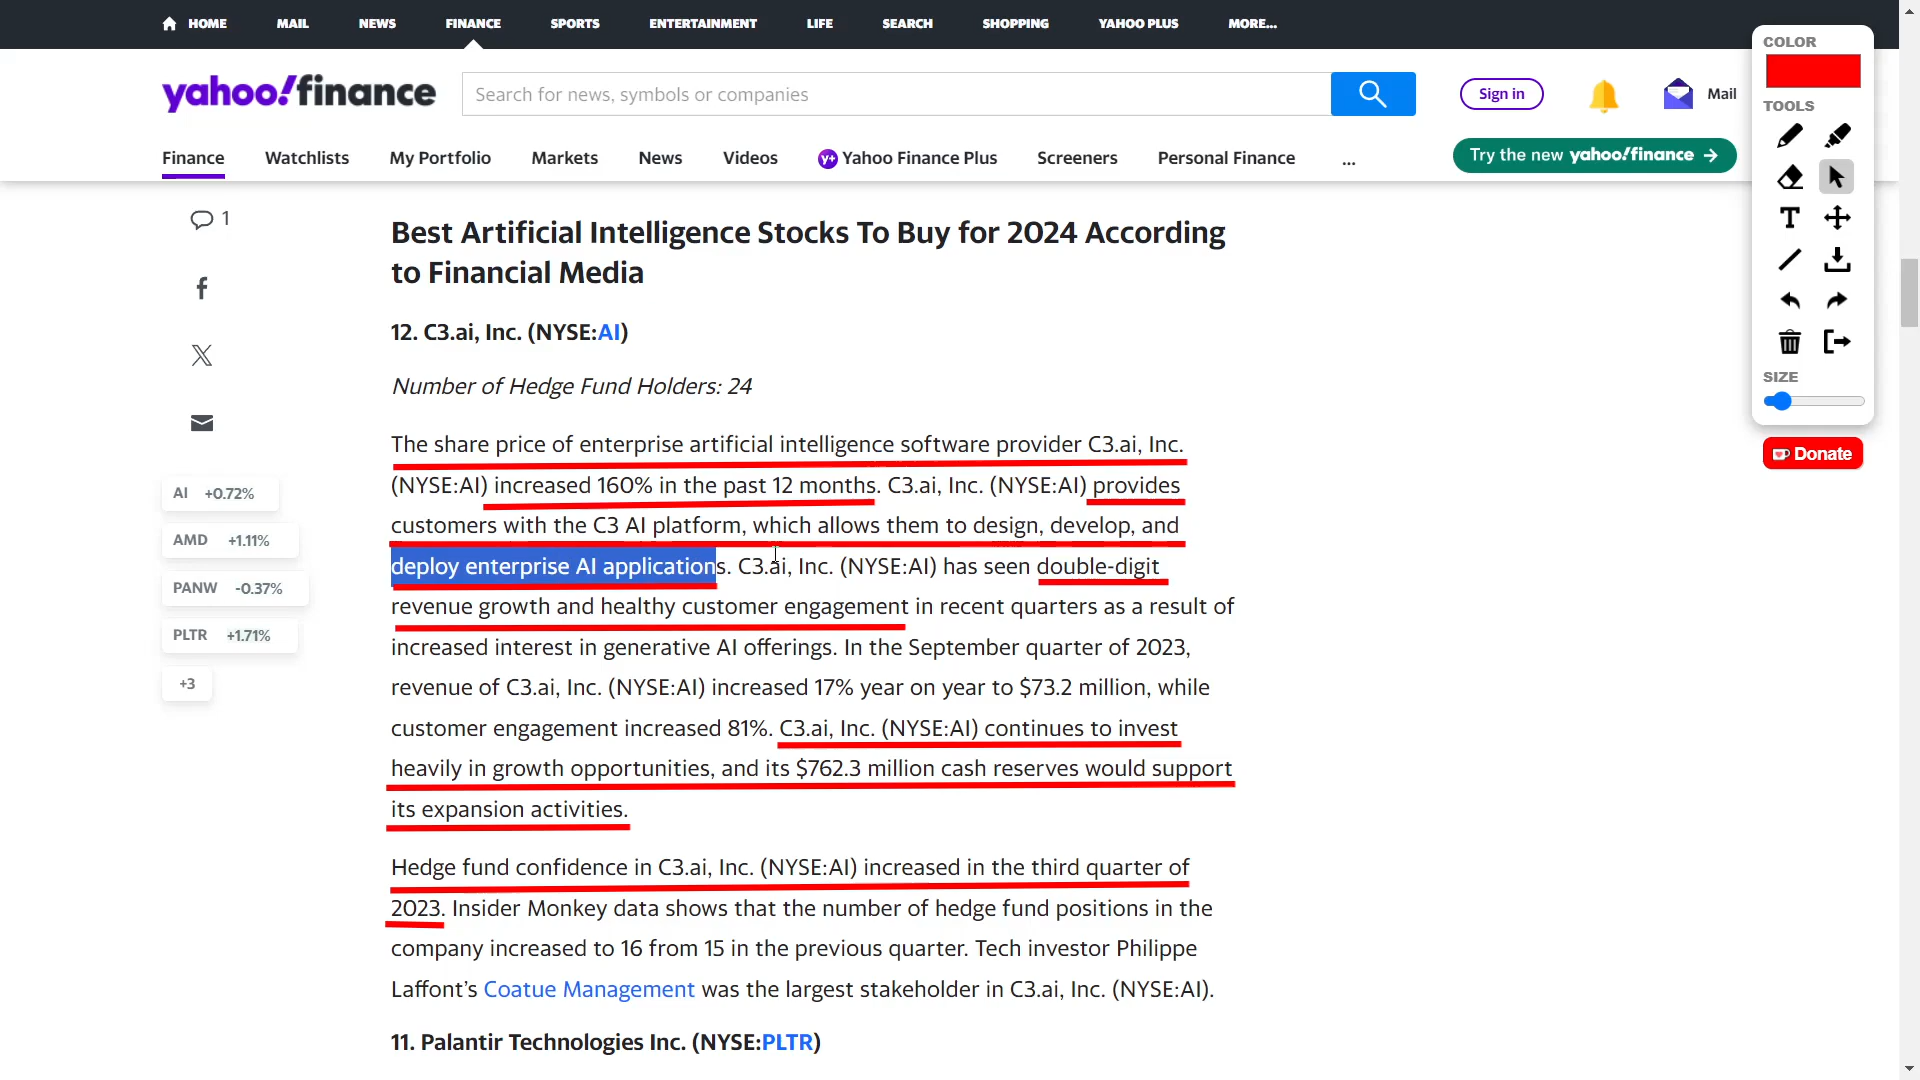 HOME MAIL NEWS FINANCE SPORTS ENTERTAINMENT LIFE SEARCH SHOPPING YAHOO PLUS MORE...
yahoo!finance
Search for news, symbols or companies
Sign in
Mail
Finance Watchlists My Portfolio Markets News Videos Y+ Yahoo Finance Plus Screeners Personal Finance ...
Try the new yahoo!finance →
COLOR
TOOLS
T
SIZE
Donate
1
f
X
AI +0.72%
AMD +1.11%
PANW -0.37%
PLTR +1.71%
+3
Best Artificial Intelligence Stocks To Buy for 2024 According
to Financial Media
12. C3.ai, Inc. (NYSE:AI)
Number of Hedge Fund Holders: 24
The share price of enterprise artificial intelligence software provider C3.ai, Inc.
(NYSE:AI) increased 160% in the past 12 months. C3.ai, Inc. (NYSE:AI) provides
customers with the C3 AI platform, which allows them to design, develop, and
deploy enterprise AI applications. C3.ai, Inc. (NYSE:AI) has seen double-digit
revenue growth and healthy customer engagement in recent quarters as a result of
increased interest in generative AI offerings. In the September quarter of 2023,
revenue of C3.ai, Inc. (NYSE:AI) increased 17% year on year to $73.2 million, while
customer engagement increased 81%. C3.ai, Inc. (NYSE:AI) continues to invest
heavily in growth opportunities, and its $762.3 million cash reserves would support
its expansion activities.
Hedge fund confidence in C3.ai, Inc. (NYSE:AI) increased in the third quarter of
2023. Insider Monkey data shows that the number of hedge fund positions in the
company increased to 16 from 15 in the previous quarter. Tech investor Philippe
Laffont’s Coatue Management was the largest stakeholder in C3.ai, Inc. (NYSE:AI).
11. Palantir Technologies Inc. (NYSE:PLTR)